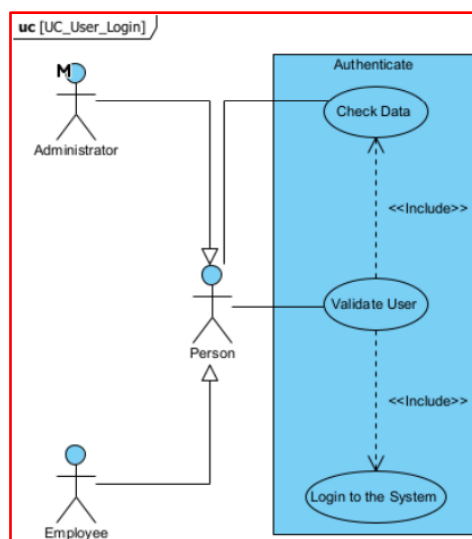 uc [UC_User_Login]
M
Administrator
Authenticate
Check Data
<<Include>>
Person
Validate User
<<Include>>
Login to the System
Employee